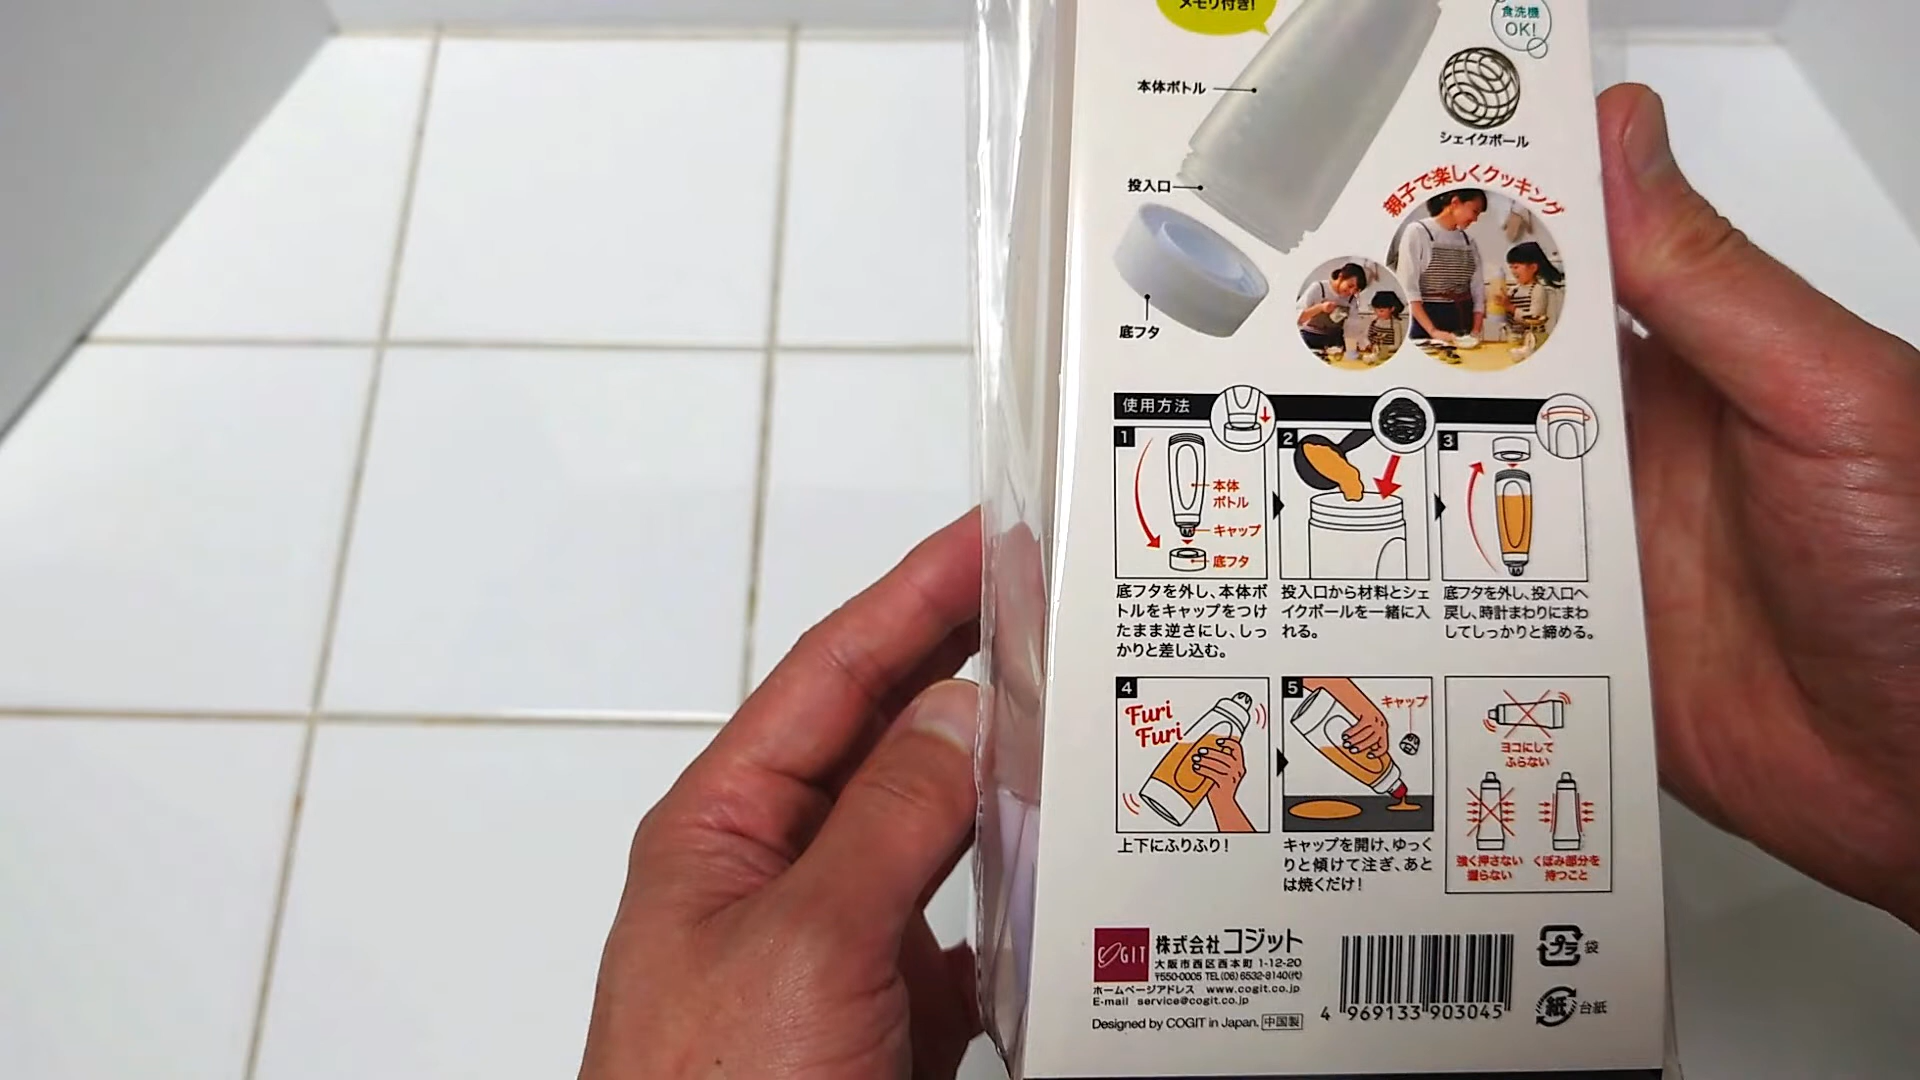 メモリ付き!
食洗機
OK!
本体ボトル
シェイクボール
投入口
親子で楽しくクッキング
底フタ
使用方法
1
本体
ボトル
キャップ
底フタ
2
3
底フタを外し、本体ボ
トルをキャップをつけ
たまま逆さにし、しっ
かりと差し込む。
投入口から材料とシェ
イクボールを一緒に入
れる。
底フタを外し、投入口へ
戻し、時計まわりにまわ
してしっかりと締める。
4
Furi
Furi
上下にふりふり!
5
キャップ
キャップを開け、ゆっく
りと傾けて注ぎ、あと
は焼くだけ!
ヨコにして
ふらない
強く押さない
握らない
くぼみ部分を
持つこと
COGIT
株式会社コジット
大阪市西区西本町 1-12-20
〒550-0005 TEL(06)6532-8140(代)
ホームページアドレス www.cogit.co.jp
E-mail service@cogit.co.jp
Designed by COGIT in Japan. 中国製
4 969133 903045
プラ 袋
紙 台紙